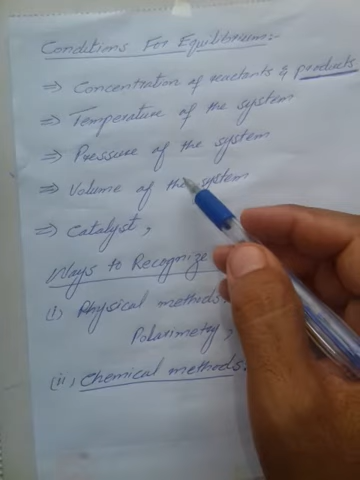 Conditions For Equilibrium:-
⇒ Concentration of reactants & products
⇒ Temperature of the system
⇒ Pressure of the system
⇒ Volume of the system
⇒ Catalyst,
Ways to Recognize
(i) Physical methods,
Polarimetry,
(ii) Chemical methods.